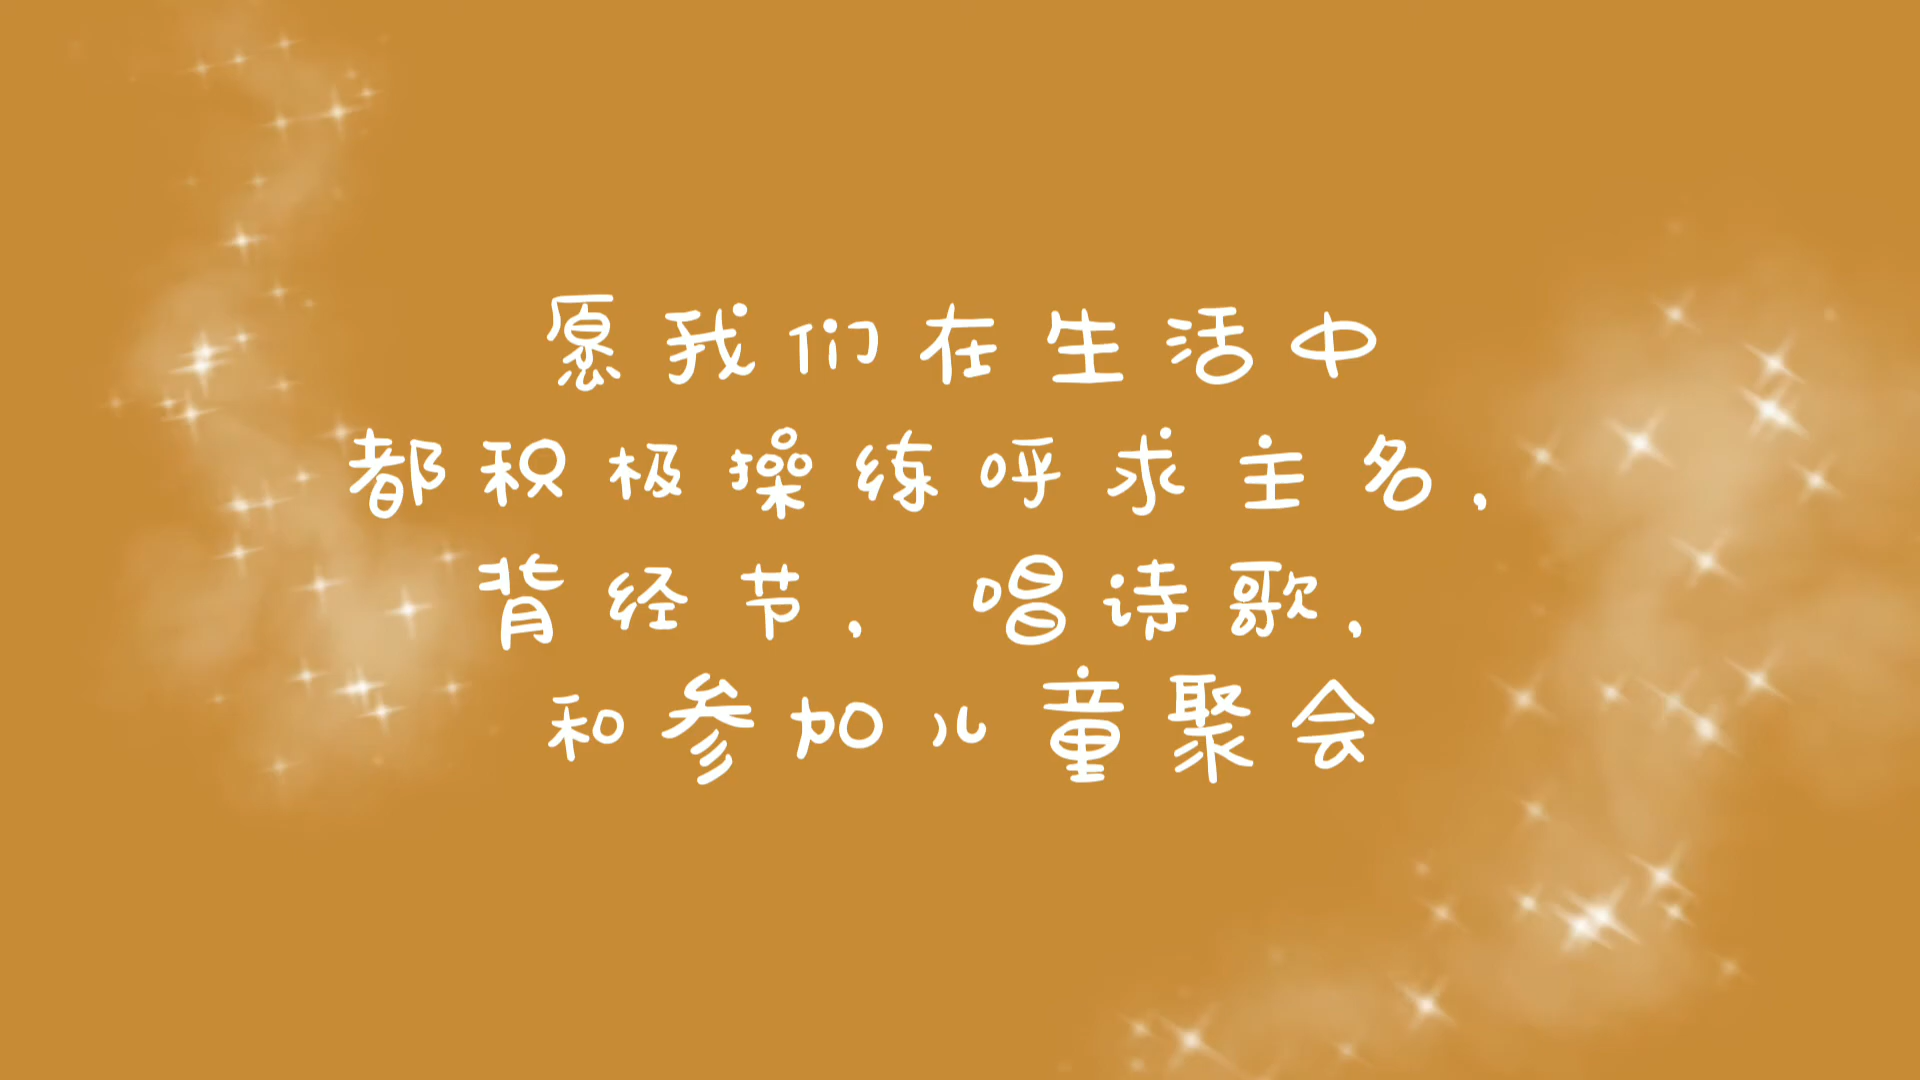 愿我们在生活中
都积极操练呼求主名,
背经节,唱诗歌,
和参加儿童聚会